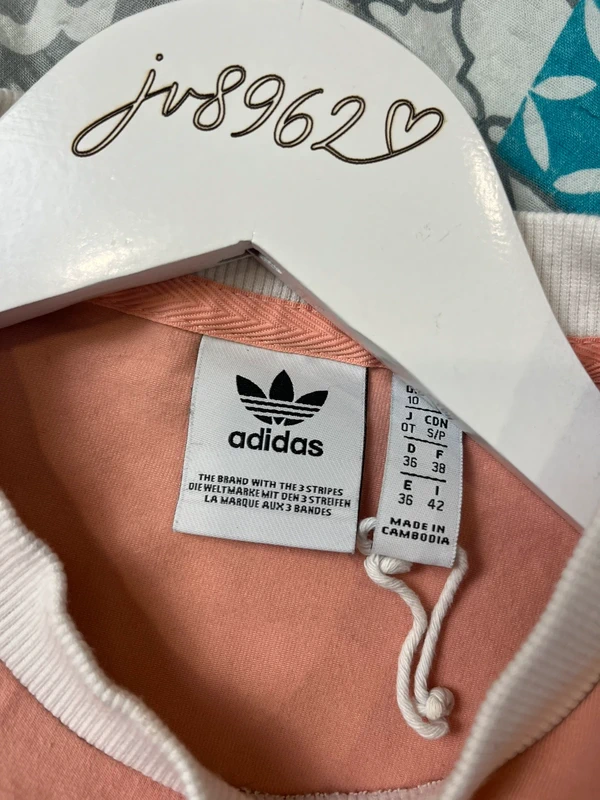 jv8962
adidas
THE BRAND WITH THE 3 STRIPES
DIE WELTMARKE MIT DEN 3 STREIFEN
LA MARQUE AUX 3 BANDES
10
J CDN
OT S/P
D F
36 38
E I
36 42
MADE IN
CAMBODIA